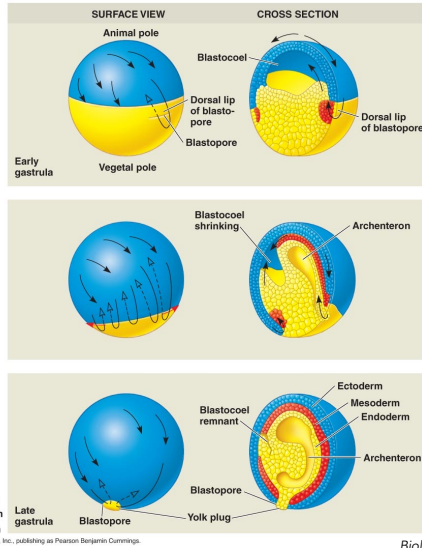 SURFACE VIEW
CROSS SECTION
Animal pole
Dorsal lip
of blasto-
pore
Blastopore
Early
gastrula
Vegetal pole
Blastocoel
Dorsal lip
of blastopore
Blastocoel
shrinking
Archenteron
Ectoderm
Mesoderm
Endoderm
Blastocoel
remnant
Archenteron
Blastopore
Late
gastrula
Blastopore
Yolk plug
Inc., publishing as Pearson Benjamin Cummings.